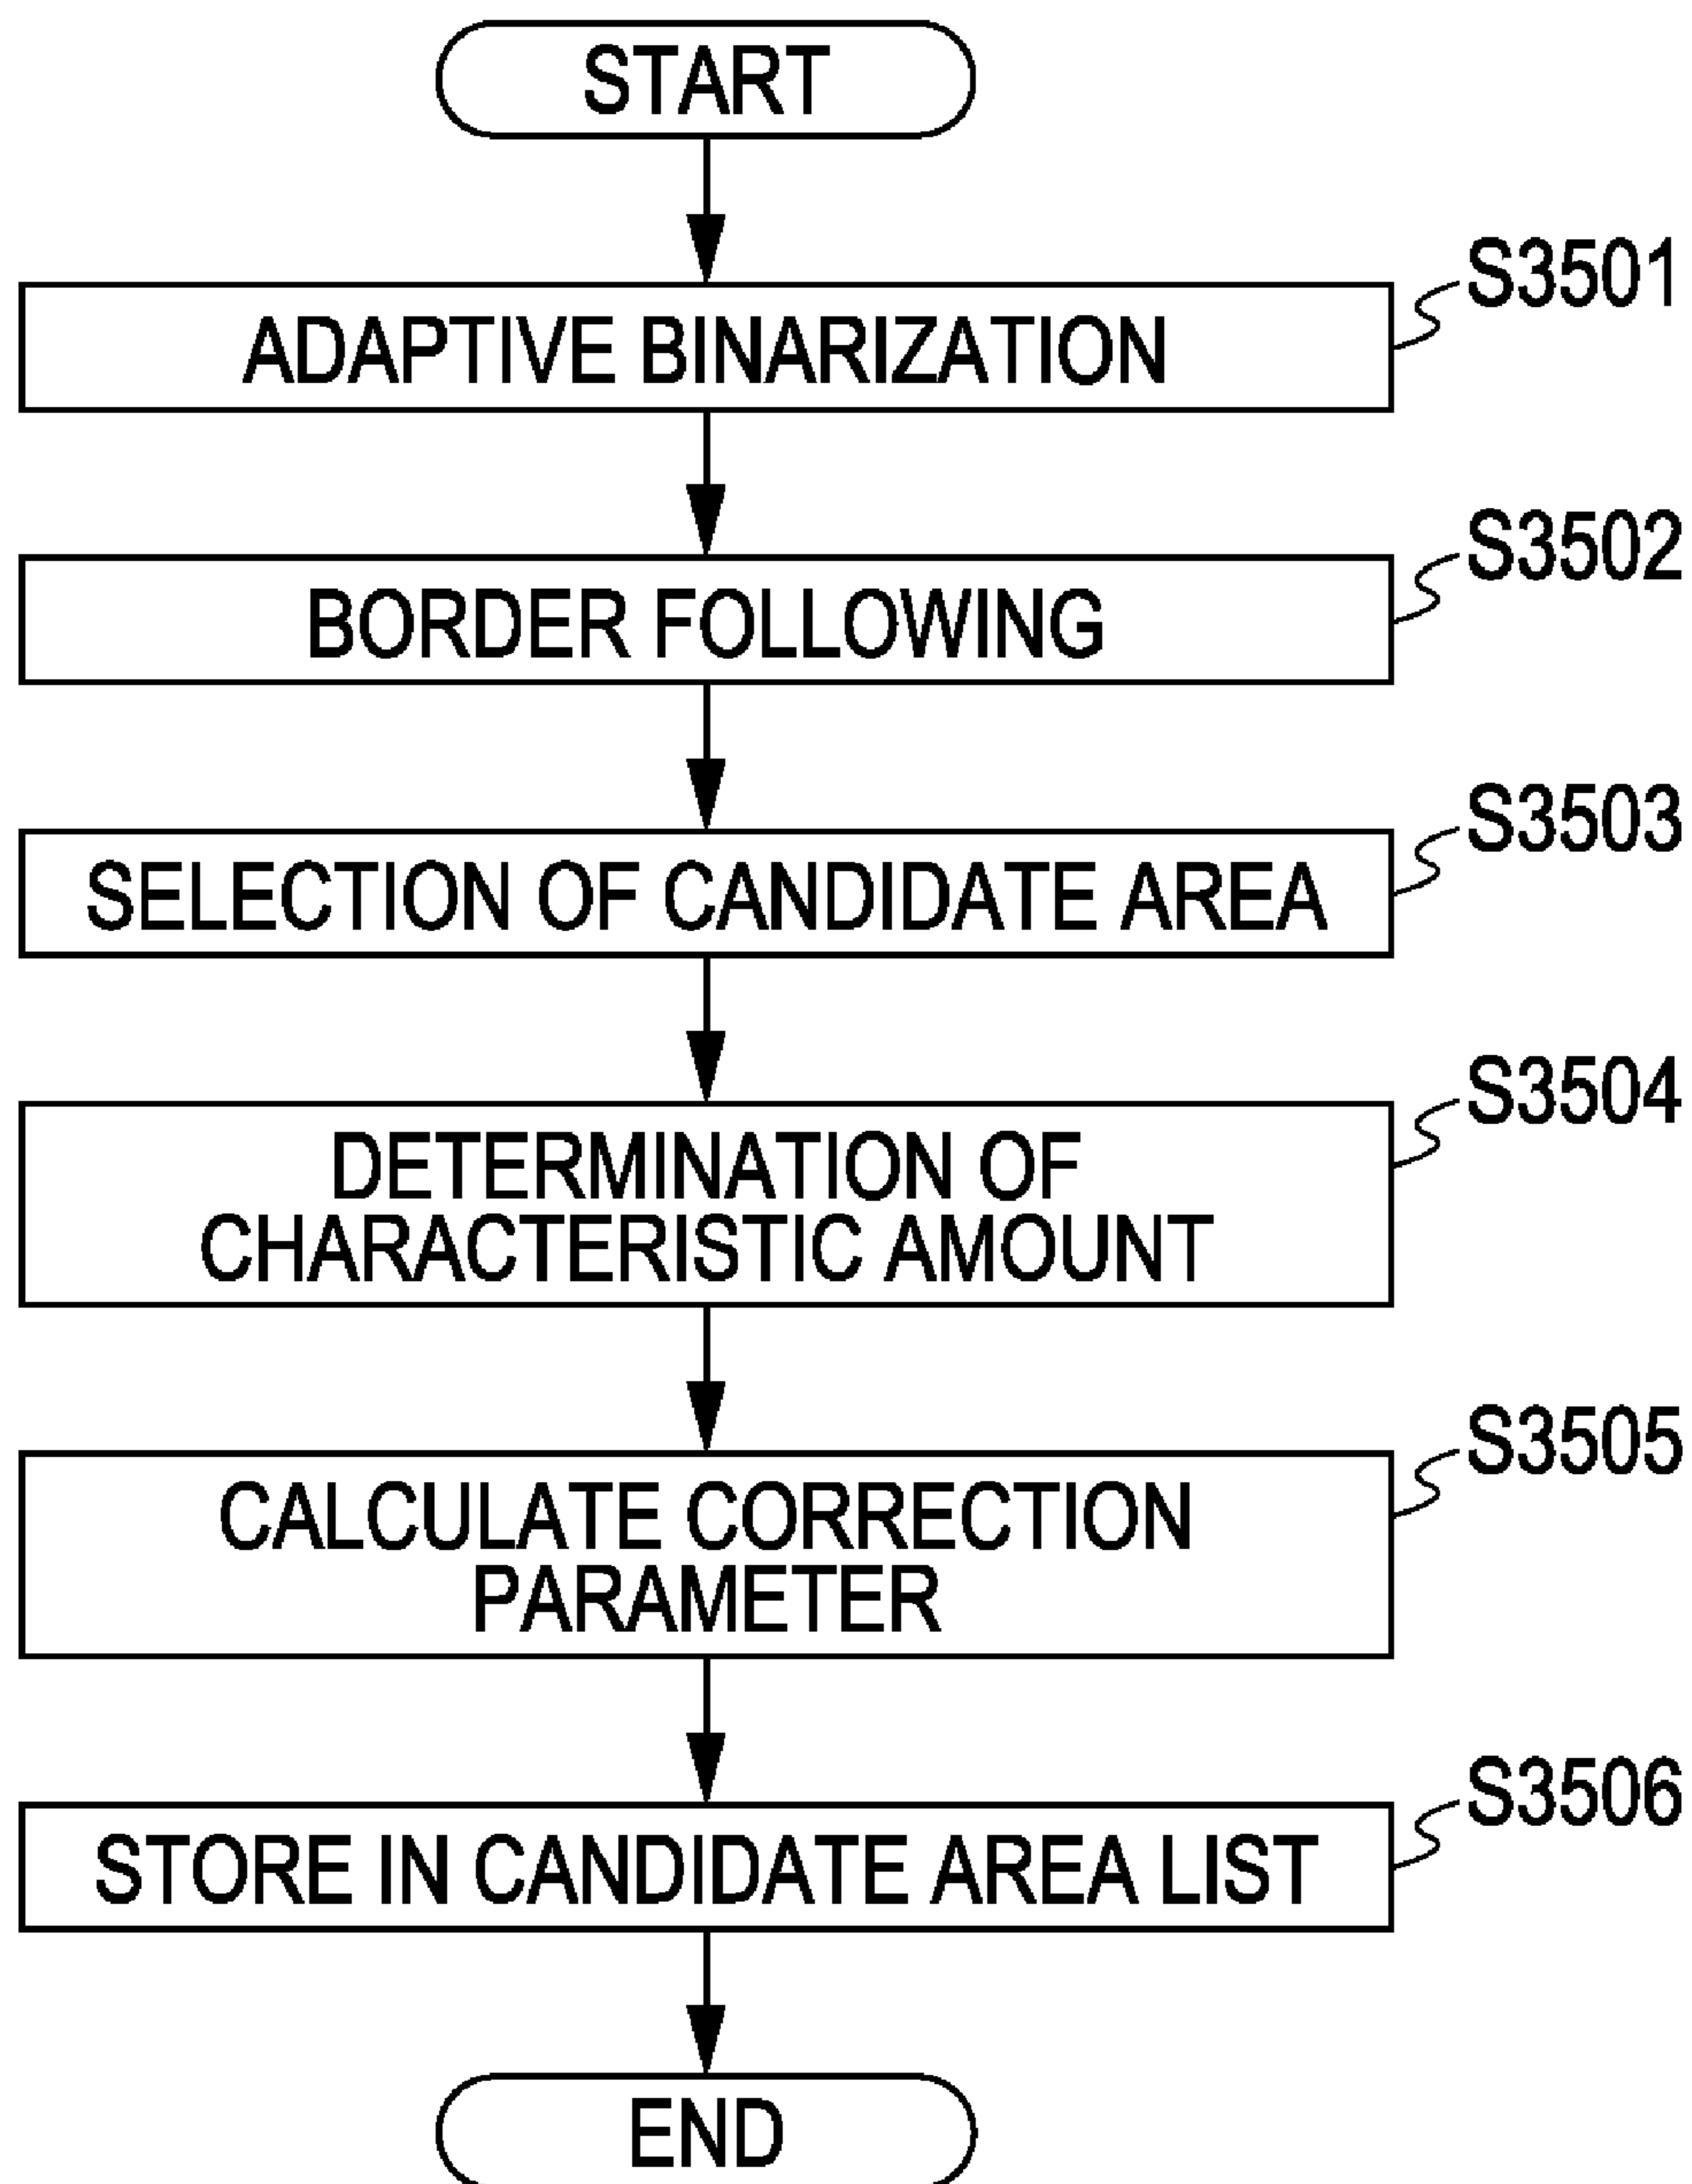 START
S3501
ADAPTIVE BINARIZATION
S3502
BORDER FOLLOWING
S3503
SELECTION OF CANDIDATE AREA
S3504
DETERMINATION OF
CHARACTERISTIC AMOUNT
S3505
CALCULATE CORRECTION
PARAMETER
S3506
STORE IN CANDIDATE AREA LIST
END